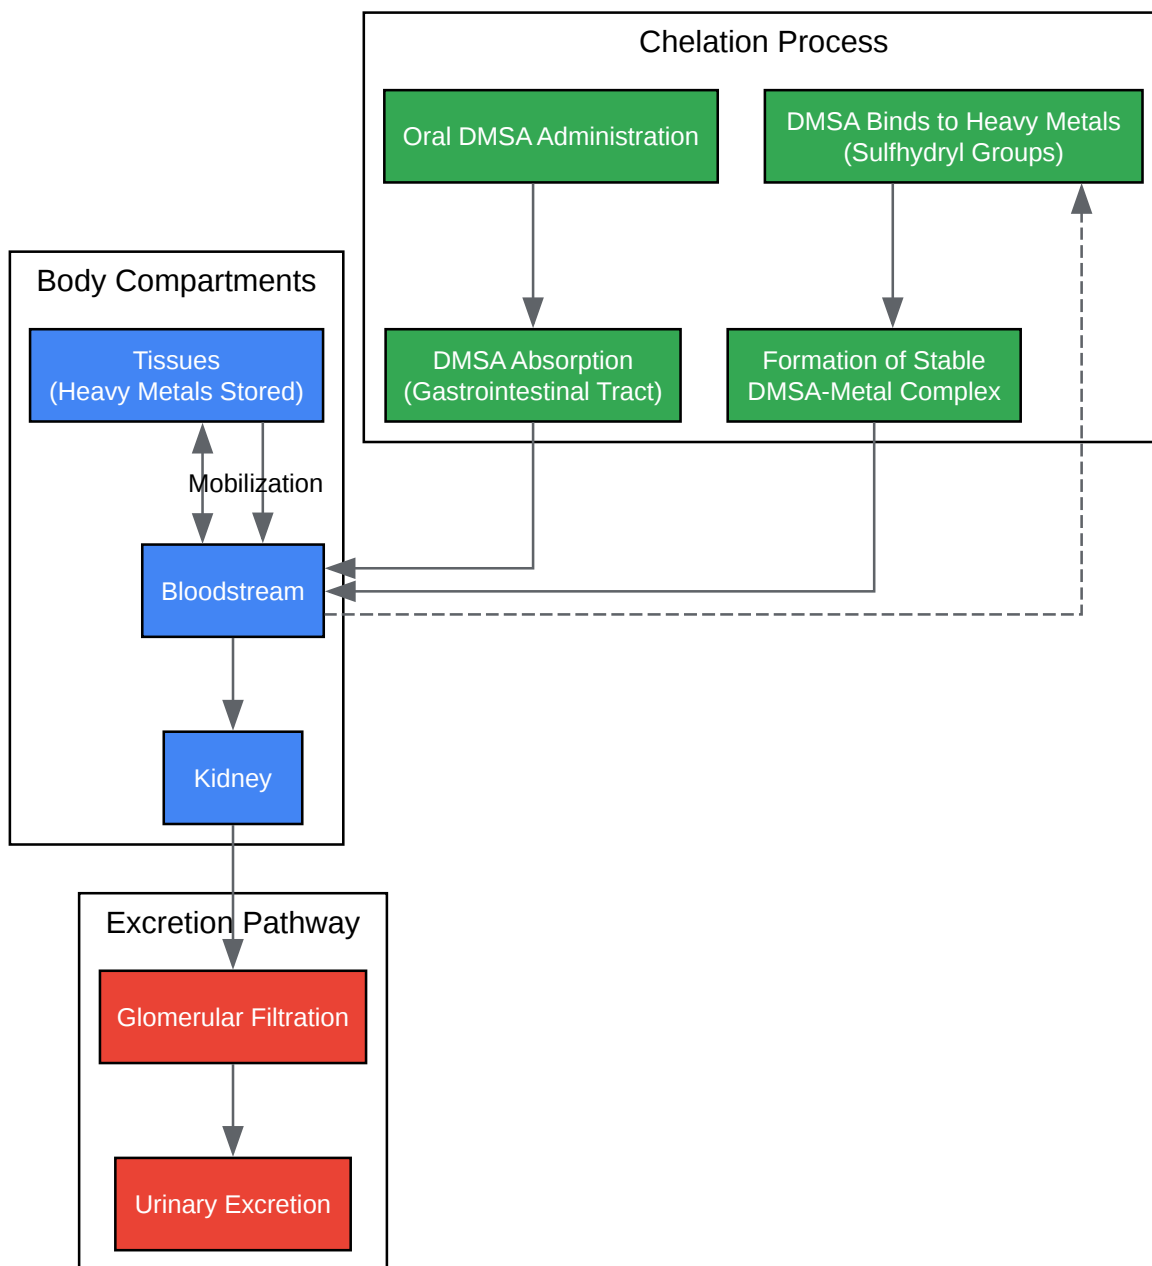 Chelation Process
Oral DMSA Administration
DMSA Binds to Heavy Metals
(Sulfhydryl Groups)
DMSA Absorption
(Gastrointestinal Tract)
Formation of Stable
DMSA-Metal Complex
Body Compartments
Tissues
(Heavy Metals Stored)
Mobilization
Bloodstream
Kidney
Excretion Pathway
Glomerular Filtration
Urinary Excretion